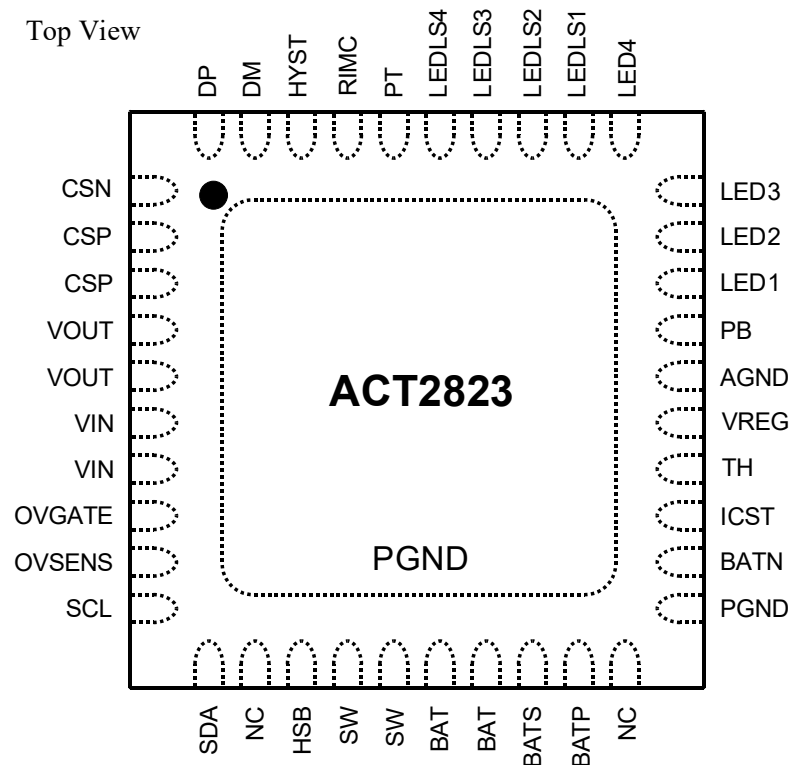 Top View
DP
DM
HYST
RIMC
PT
LEDLS4
LEDLS3
LEDLS2
LEDLS1
LED4
CSN
CSP
CSP
VOUT
VOUT
VIN
VIN
OVGATE
OVSENS
SCL
ACT2823
PGND
LED3
LED2
LED1
PB
AGND
VREG
TH
ICST
BATN
PGND
SDA
NC
HSB
SW
SW
BAT
BAT
BATS
BATP
NC